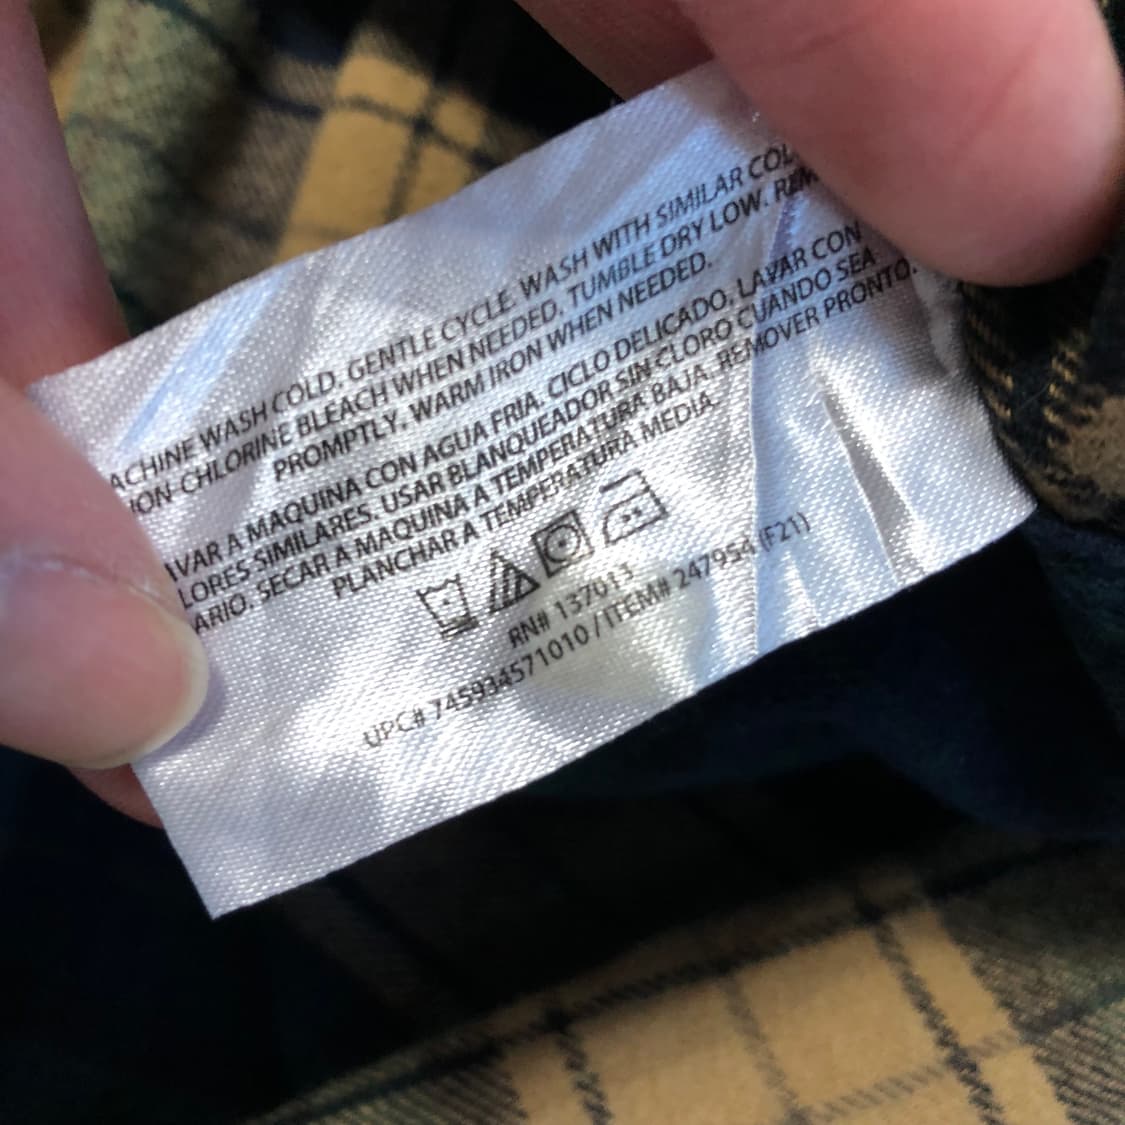 ACHINE WASH COLD. GENTLE CYCLE. WASH WITH SIMILAR COL
ON-CHLORINE BLEACH WHEN NEEDED. TUMBLE DRY LOW. REM
PROMPTLY. WARM IRON WHEN NEEDED.
AVAR A MAQUINA CON AGUA FRIA. CICLO DELICADO. LAVAR CON
LORES SIMILARES. USAR BLANQUEADOR SIN CLORO CUANDO SEA
ARIO. SECAR A MAQUINA A TEMPERATURA BAJA. REMOVER PRONTO.
PLANCHAR A TEMPERATURA MEDIA.
RN# 137013
UPC# 745934571010 / ITEM# 247954 (F21)